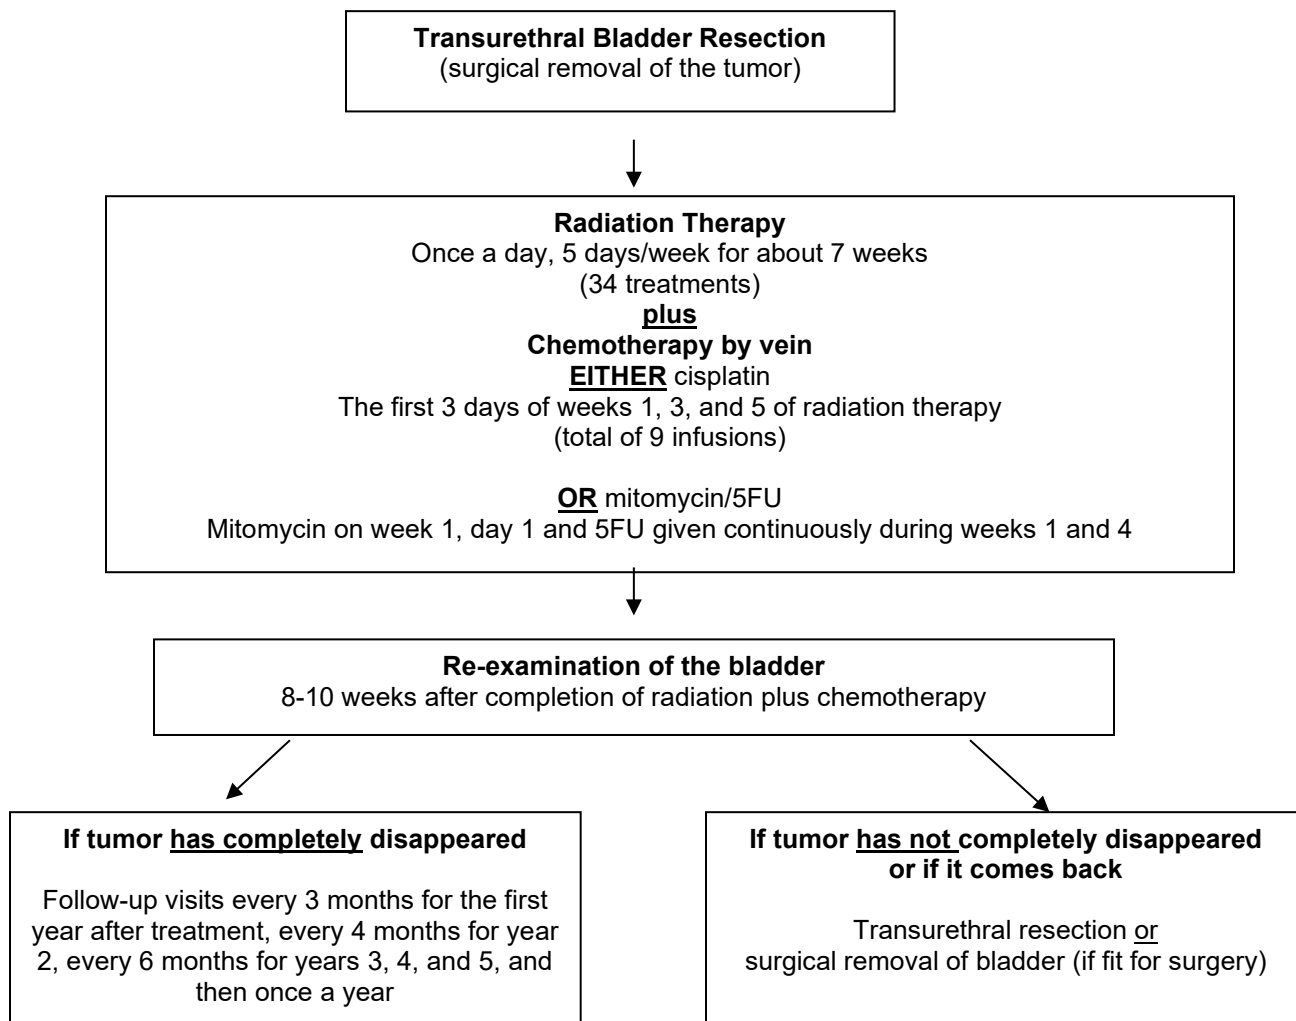 Transurethral Bladder Resection
(surgical removal of the tumor)
Radiation Therapy
Once a day, 5 days/week for about 7 weeks
(34 treatments)
plus
Chemotherapy by vein
EITHER cisplatin
The first 3 days of weeks 1, 3, and 5 of radiation therapy
(total of 9 infusions)
OR mitomycin/5FU
Mitomycin on week 1, day 1 and 5FU given continuously during weeks 1 and 4
Re-examination of the bladder
8-10 weeks after completion of radiation plus chemotherapy
If tumor has completely disappeared
Follow-up visits every 3 months for the first
year after treatment, every 4 months for year
2, every 6 months for years 3, 4, and 5, and
then once a year
If tumor has not completely disappeared
or if it comes back
Transurethral resection or
surgical removal of bladder (if fit for surgery)